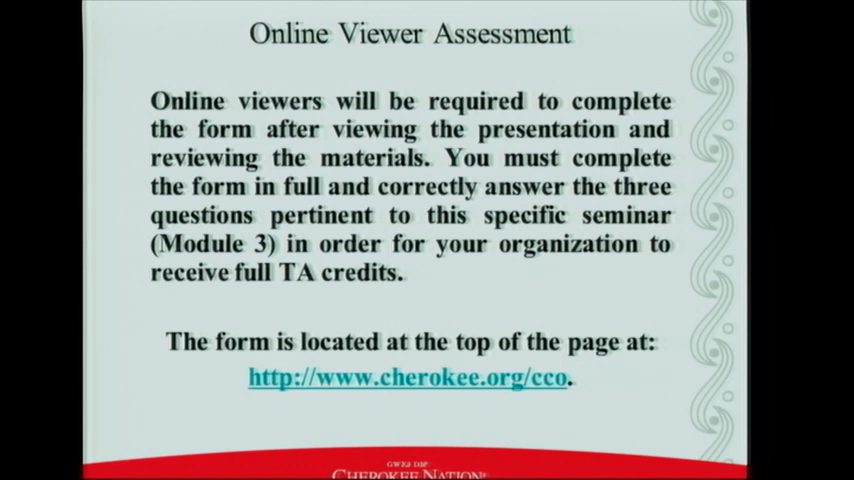 Online Viewer Assessment
Online viewers will be required to complete
the form after viewing the presentation and
reviewing the materials. You must complete
the form in full and correctly answer the three
questions pertinent to this specific seminar
(Module 3) in order for your organization to
receive full TA credits.
The form is located at the top of the page at:
http://www.cherokee.org/cco.
CHEROKEE NATION